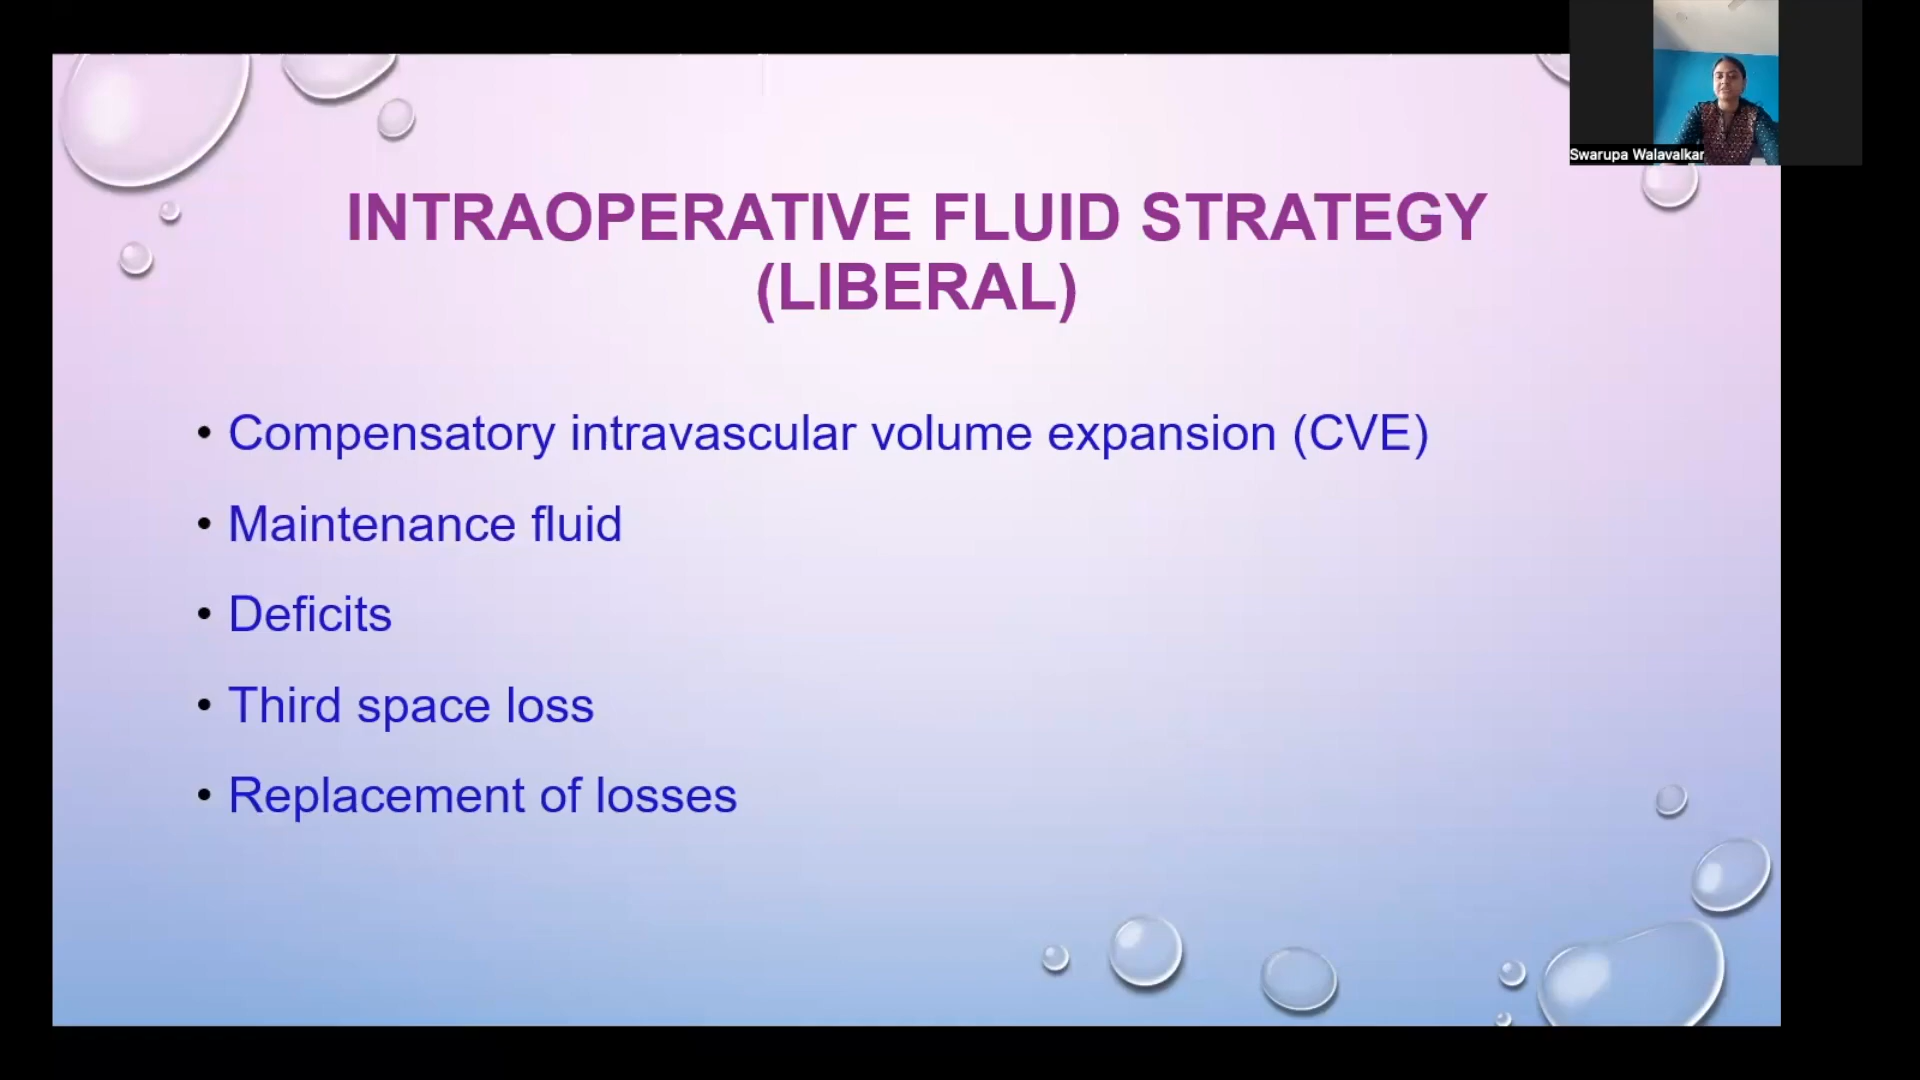 Swarupa Walavalkar
INTRAOPERATIVE FLUID STRATEGY
(LIBERAL)
• Compensatory intravascular volume expansion (CVE)
• Maintenance fluid
• Deficits
• Third space loss
• Replacement of losses